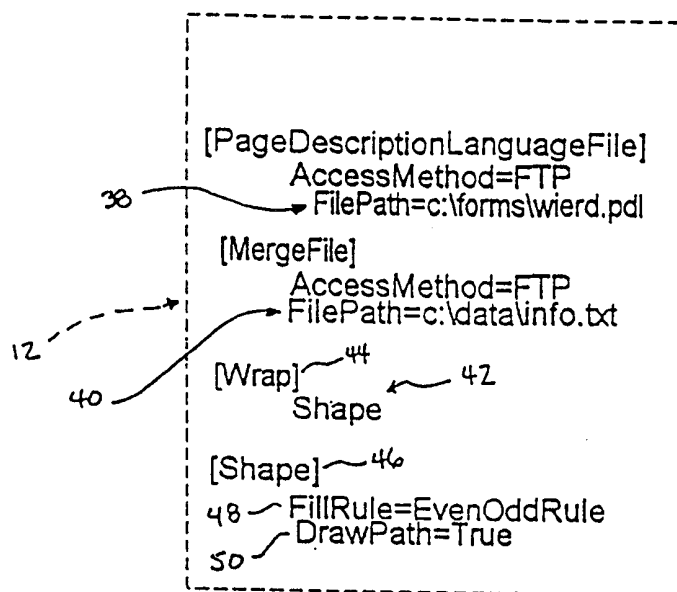 [PageDescriptionLanguageFile]
AccessMethod=FTP
38 FilePath=c:\forms\wierd.pdl
[MergeFile]
AccessMethod=FTP
12 40 FilePath=c:\data\info.txt
[Wrap] 44
Shape 42
[Shape] 46
48 FillRule=EvenOddRule
50 DrawPath=True